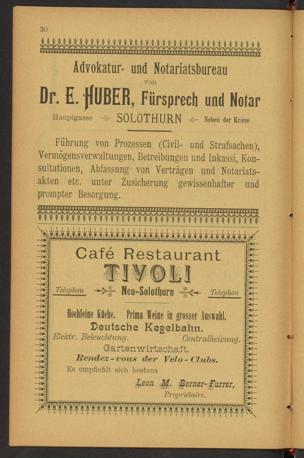 30
Advokatur- und Notariatsbureau
von
Dr. E. HUBER, Fürsprech und Notar
Hauptgasse SOLOTHURN Neben der Krone
Führung von Prozessen (Civil- und Strafsachen),
Vermögensverwaltungen, Betreibungen und Inkassi, Kon-
sultationen, Abfassung von Verträgen und Notariats-
akten etc. unter Zusicherung gewissenhafter und
prompter Besorgung.
Café Restaurant
TIVOLI
Telephon Neu-Solothurn Telephon
Hochfeine Küche. Prima Weine in grosser Auswahl.
Deutsche Kegelbahn.
Elektr. Beleuchtung. Centralheizung.
Gartenwirtschaft.
Rendez-vous der Velo-Clubs.
Es empfiehlt sich bestens
Leon M. Borner-Furrer,
Propriétaire.